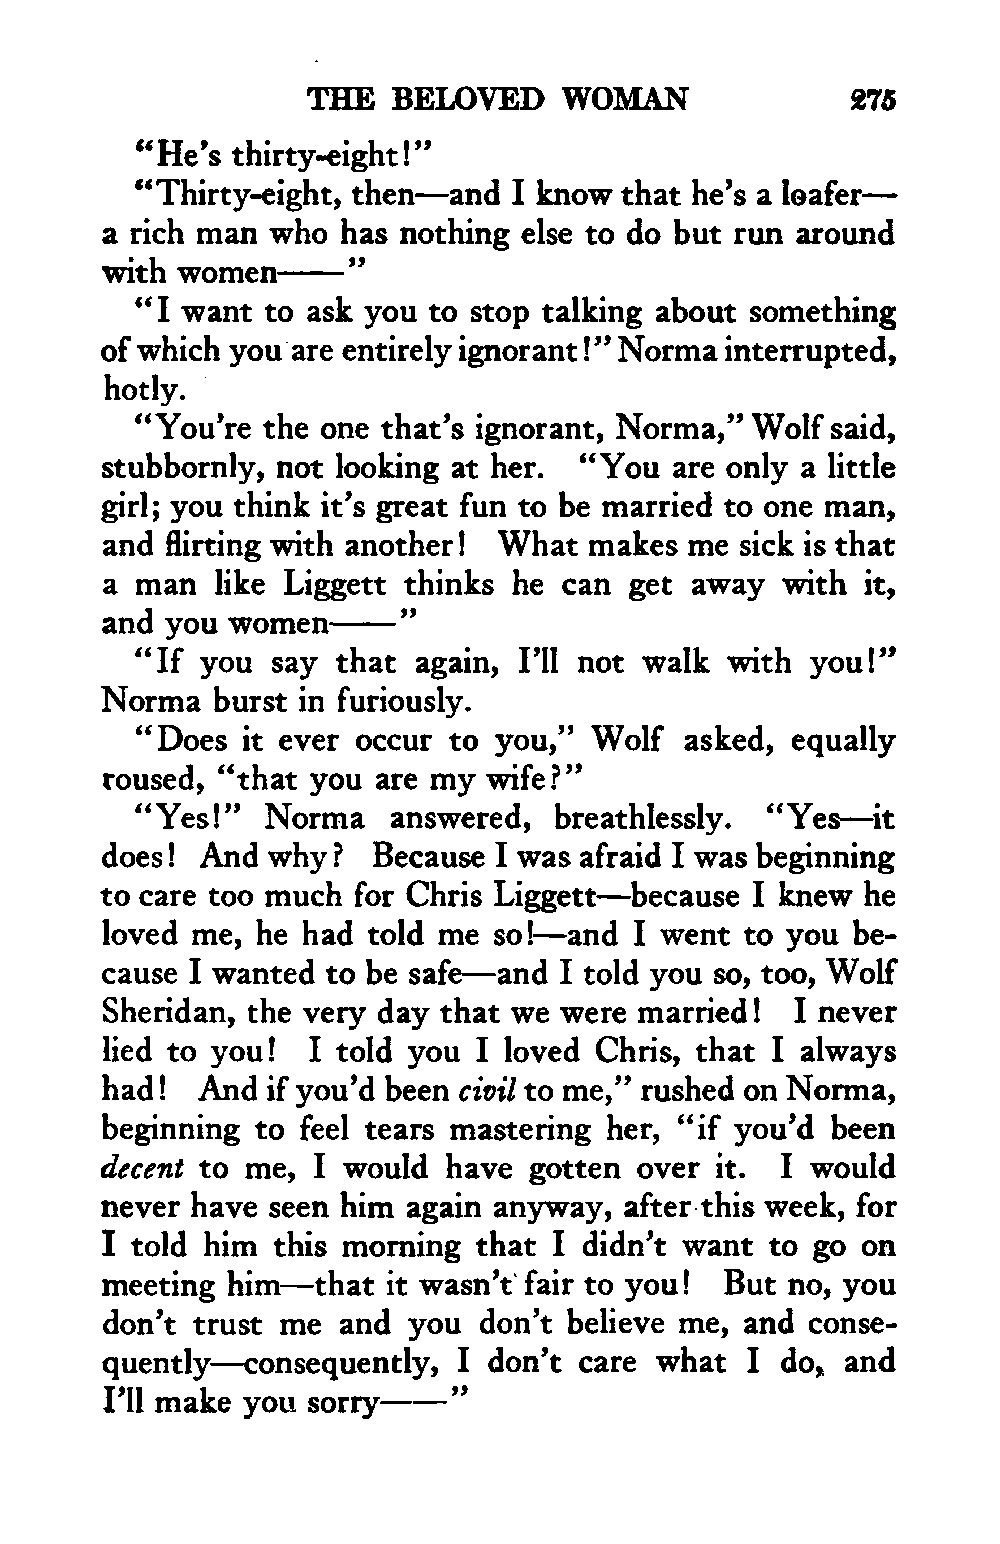 THE BELOVED WOMAN 275
“He’s thirty-eight!”
“Thirty-eight, then—and I know that he’s a loafer—
a rich man who has nothing else to do but run around
with women——”
“I want to ask you to stop talking about something
of which you are entirely ignorant!” Norma interrupted,
hotly.
“You’re the one that’s ignorant, Norma,” Wolf said,
stubbornly, not looking at her. “You are only a little
girl; you think it’s great fun to be married to one man,
and flirting with another! What makes me sick is that
a man like Liggett thinks he can get away with it,
and you women——”
“If you say that again, I’ll not walk with you!”
Norma burst in furiously.
“Does it ever occur to you,” Wolf asked, equally
roused, “that you are my wife?”
“Yes!” Norma answered, breathlessly. “Yes—it
does! And why? Because I was afraid I was beginning
to care too much for Chris Liggett—because I knew he
loved me, he had told me so!—and I went to you be-
cause I wanted to be safe—and I told you so, too, Wolf
Sheridan, the very day that we were married! I never
lied to you! I told you I loved Chris, that I always
had! And if you’d been civil to me,” rushed on Norma,
beginning to feel tears mastering her, “if you’d been
decent to me, I would have gotten over it. I would
never have seen him again anyway, after this week, for
I told him this morning that I didn’t want to go on
meeting him—that it wasn’t fair to you! But no, you
don’t trust me and you don’t believe me, and conse-
quently—consequently, I don’t care what I do, and
I’ll make you sorry——”